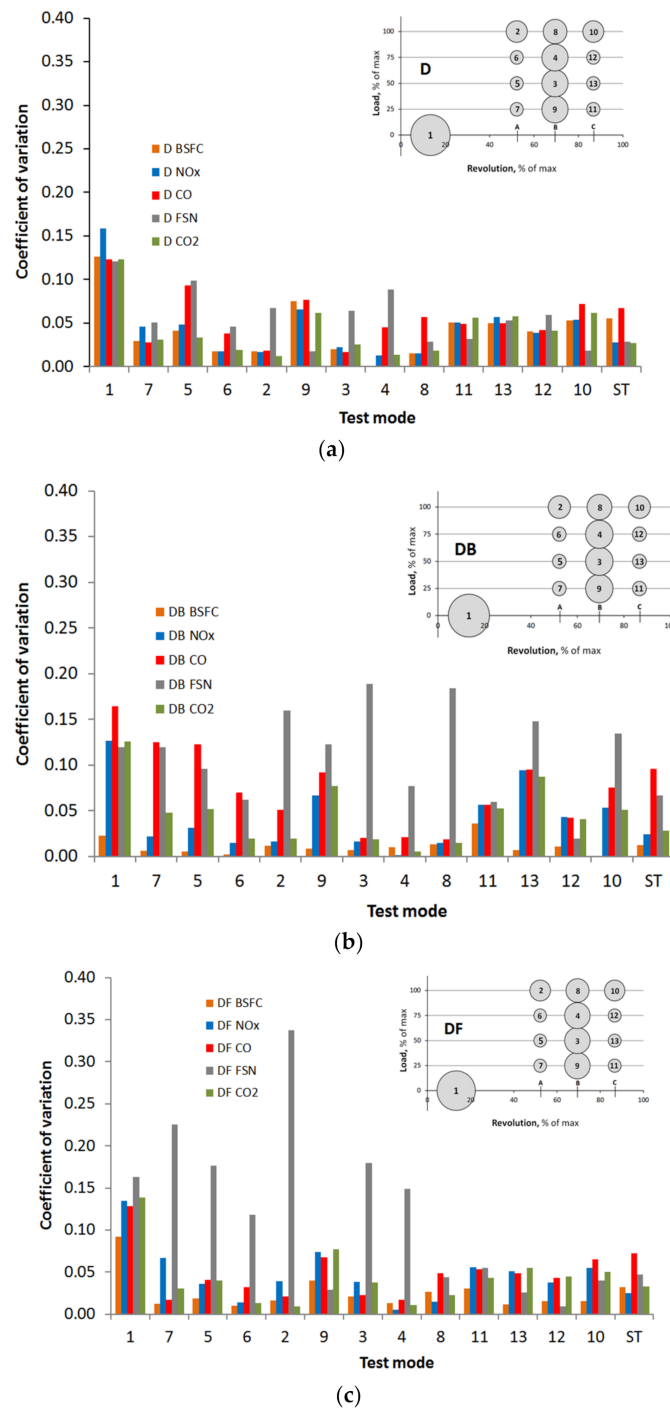 0.40
0.35
0.30
0.25
0.20
0.15
0.10
0.05
0.00
Coefficient of variation
D BSFC
D NOx
D CO
D FSN
D CO2
1 7 5 6 2 9 3 4 8 11 13 12 10 ST
Test mode
D
Load, % of max
100
75
50
25
0
2 8 10
6 4 12
5 3 13
7 9 11
A B C
1
0 20 40 60 80 100
Revolution, % of max
(a)
0.40
0.35
0.30
0.25
0.20
0.15
0.10
0.05
0.00
Coefficient of variation
DB BSFC
DB NOx
DB CO
DB FSN
DB CO2
1 7 5 6 2 9 3 4 8 11 13 12 10 ST
Test mode
DB
Load, % of max
100
75
50
25
0
2 8 10
6 4 12
5 3 13
7 9 11
A B C
1
0 20 40 60 80
Revolution, % of max
(b)
0.40
0.35
0.30
0.25
0.20
0.15
0.10
0.05
0.00
Coefficient of variation
DF BSFC
DF NOx
DF CO
DF FSN
DF CO2
1 7 5 6 2 9 3 4 8 11 13 12 10 ST
Test mode
DF
Load, % of max
100
75
50
25
0
2 8 10
6 4 12
5 3 13
7 9 11
A B C
1
0 20 40 60 80 100
Revolution, % of max
(c)